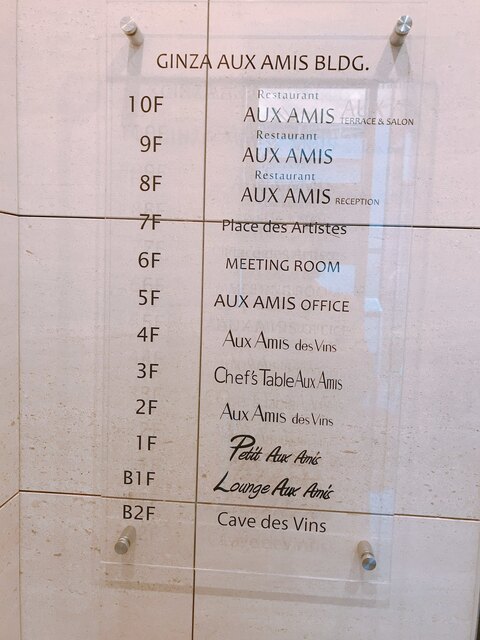 GINZA AUX AMIS BLDG.
10F Restaurant
AUX AMIS TERRACE & SALON
9F Restaurant
AUX AMIS
8F Restaurant
AUX AMIS RECEPTION
7F Place des Artistes
6F MEETING ROOM
5F AUX AMIS OFFICE
4F Aux Amis des Vins
3F Chef's Table Aux Amis
2F Aux Amis des Vins
1F Petit Aux Amis
B1F Lounge Aux Amis
B2F Cave des Vins